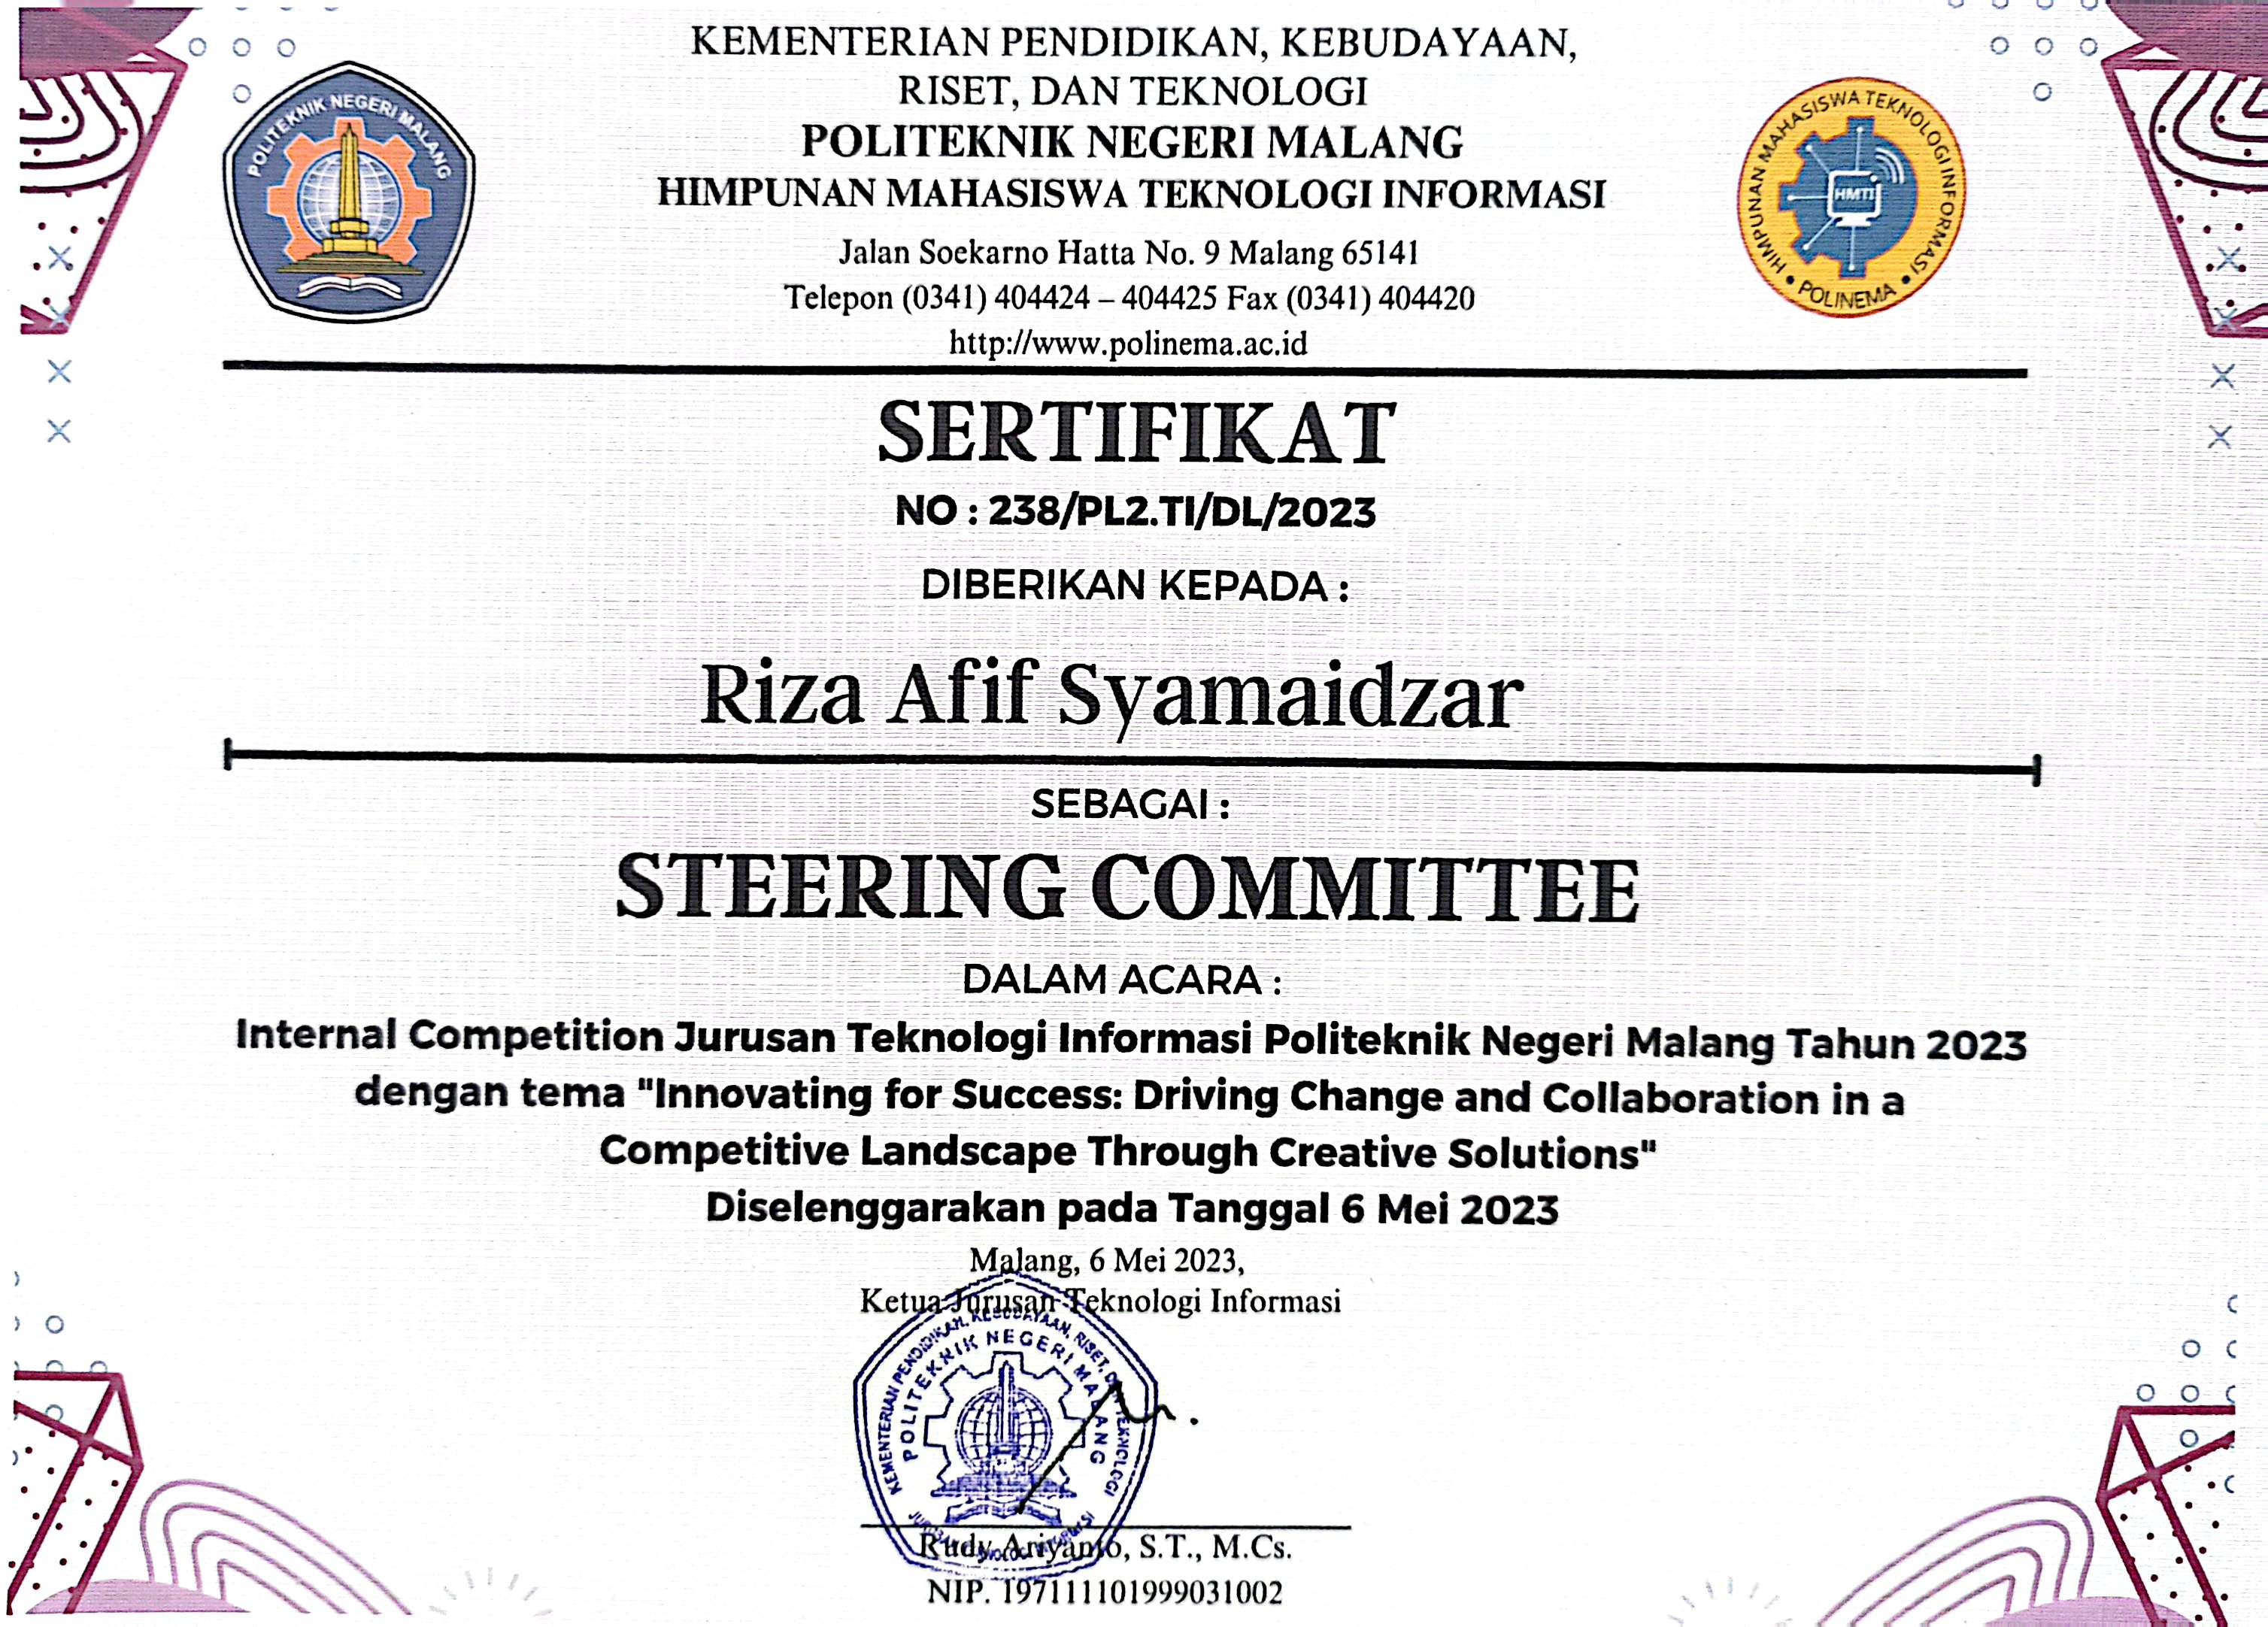 KEMENTERIAN PENDIDIKAN, KEBUDAYAAN,
RISET, DAN TEKNOLOGI
POLITEKNIK NEGERI MALANG
HIMPUNAN MAHASISWA TEKNOLOGI INFORMASI
Jalan Soekarno Hatta No. 9 Malang 65141
Telepon (0341) 404424 – 404425 Fax (0341) 404420
http://www.polinema.ac.id
POLITEKNIK NEGERI MALANG
HIMPUNAN MAHASISWA TEKNOLOGI INFORMASI
HMTI
• POLINEMA •
SERTIFIKAT
NO : 238/PL2.TI/DL/2023
DIBERIKAN KEPADA :
Riza Afif Syamaidzar
SEBAGAI :
STEERING COMMITTEE
DALAM ACARA :
Internal Competition Jurusan Teknologi Informasi Politeknik Negeri Malang Tahun 2023
dengan tema "Innovating for Success: Driving Change and Collaboration in a
Competitive Landscape Through Creative Solutions"
Diselenggarakan pada Tanggal 6 Mei 2023
Malang, 6 Mei 2023,
Ketua Jurusan Teknologi Informasi
KEMENTERIAN PENDIDIKAN, KEBUDAYAAN, RISET, DAN TEKNOLOGI
POLITEKNIK NEGERI MALANG
Rudy Ariyanto, S.T., M.Cs.
NIP. 197111101999031002